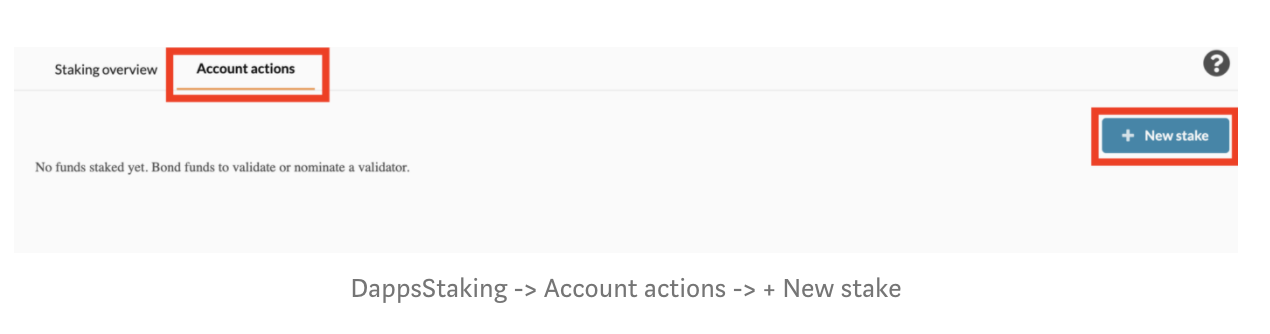 Staking overview Account actions ?
+ New stake
No funds staked yet. Bond funds to validate or nominate a validator.
DappsStaking -> Account actions -> + New stake